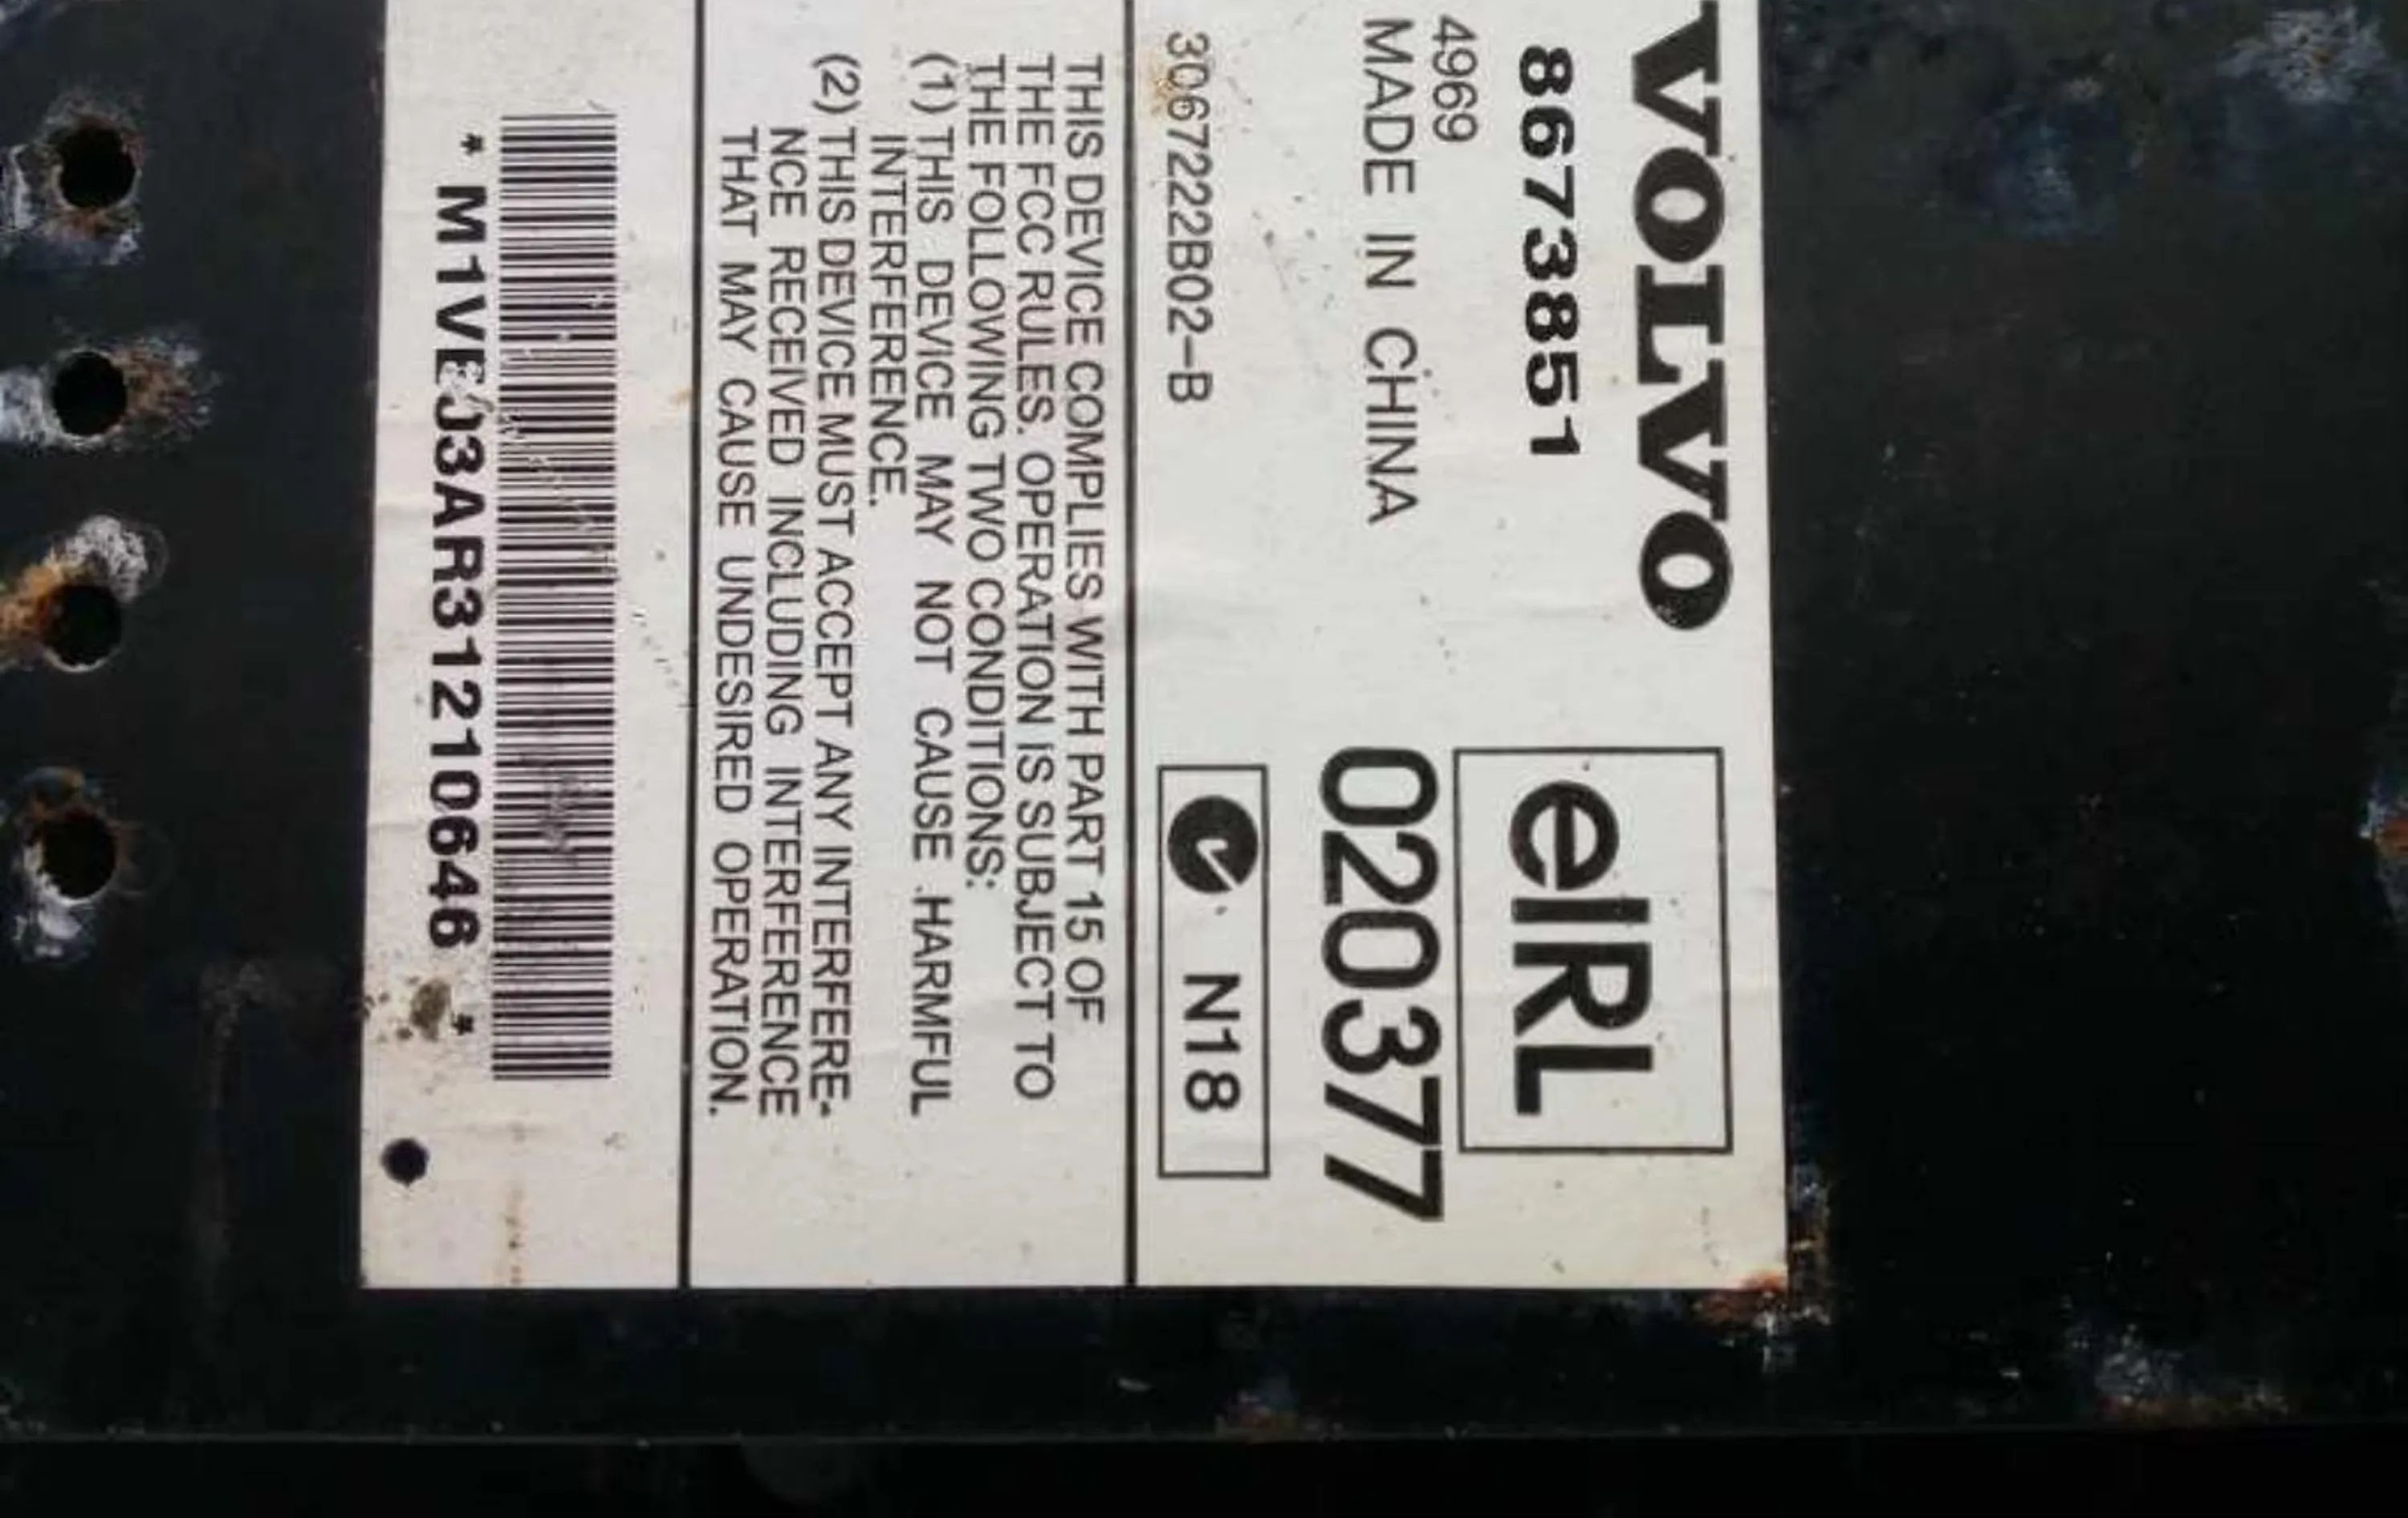 VOLVO
8673851
4969
MADE IN CHINA
30667222B02-B
eIRL
020377
N18
THIS DEVICE COMPLIES WITH PART 15 OF
THE FCC RULES. OPERATION IS SUBJECT TO
THE FOLLOWING TWO CONDITIONS:
(1) THIS DEVICE MAY NOT CAUSE HARMFUL
INTERFERENCE.
(2) THIS DEVICE MUST ACCEPT ANY INTERFERE-
NCE RECEIVED INCLUDING INTERFERENCE
THAT MAY CAUSE UNDESIRED OPERATION.